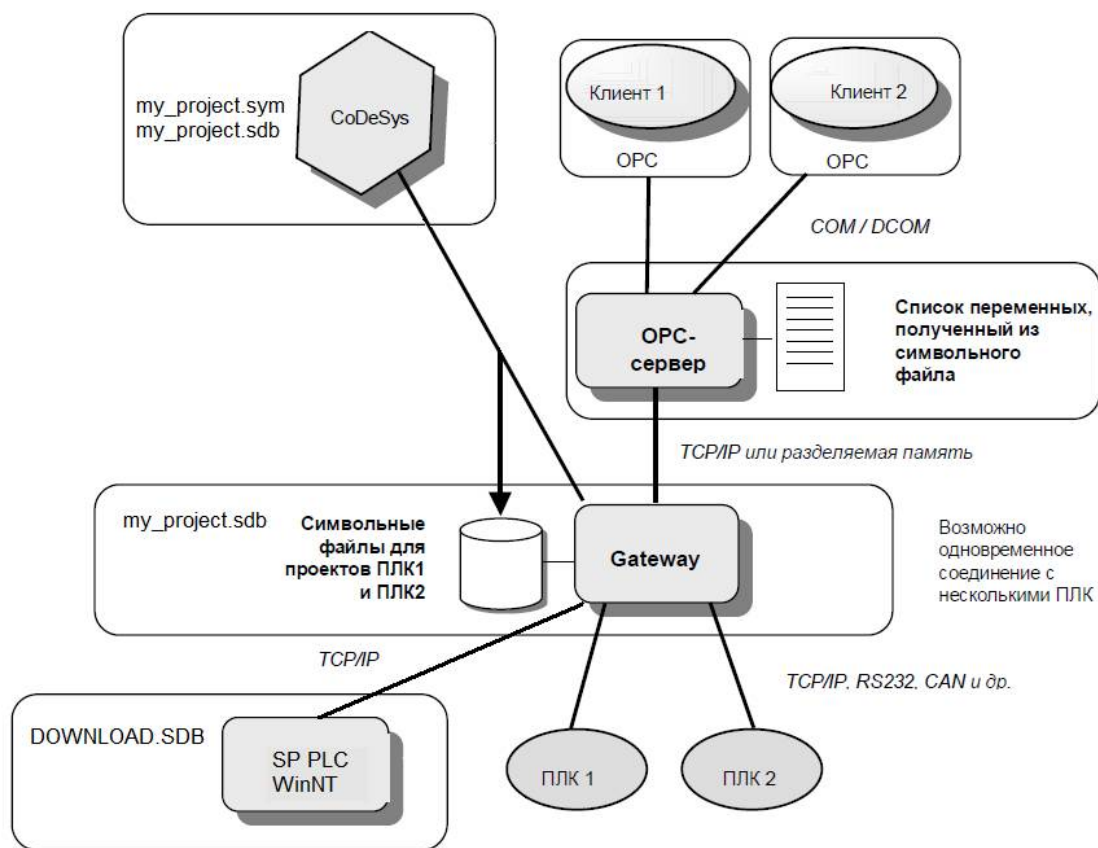 my_project.sym
my_project.sdb
CoDeSys
Клиент 1
OPC
Клиент 2
OPC
COM / DCOM
OPC-
сервер
Список переменных,
полученный из
символьного
файла
TCP/IP или разделяемая память
my_project.sdb
Символьные
файлы для
проектов ПЛК1
и ПЛК2
Gateway
Возможно
одновременное
соединение с
несколькими ПЛК
TCP/IP
TCP/IP, RS232, CAN и др.
DOWNLOAD.SDB
SP PLC
WinNT
ПЛК 1
ПЛК 2